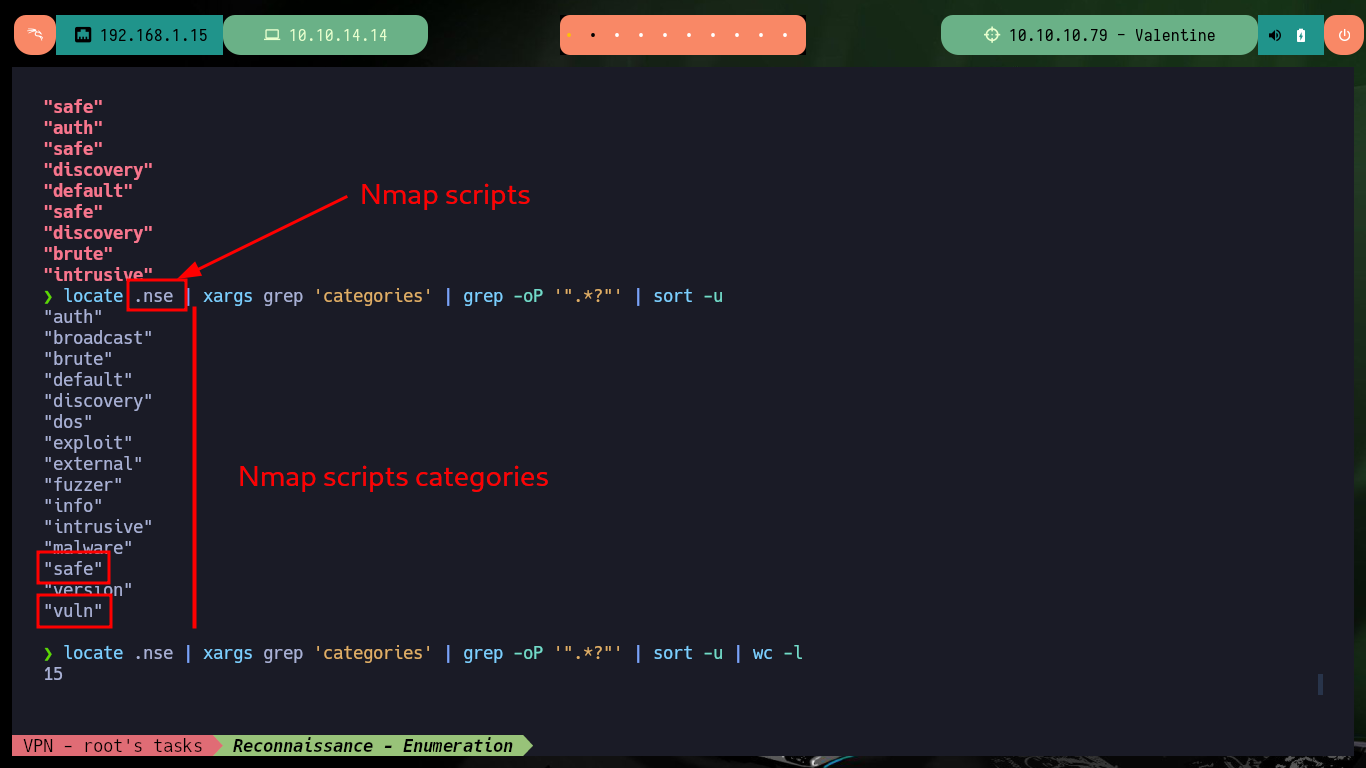 192.168.1.15
10.10.14.14
10.10.10.79 - Valentine
"safe"
"auth"
"safe"
"discovery"
"default"
"safe"
"discovery"
"brute"
"intrusive"
Nmap scripts
❯ locate .nse | xargs grep 'categories' | grep -oP '".*?"' | sort -u
"auth"
"broadcast"
"brute"
"default"
"discovery"
"dos"
"exploit"
"external"
"fuzzer"
"info"
"intrusive"
"malware"
"safe"
"version"
"vuln"
Nmap scripts categories
❯ locate .nse | xargs grep 'categories' | grep -oP '".*?"' | sort -u | wc -l
15
VPN - root's tasks
Reconnaissance - Enumeration